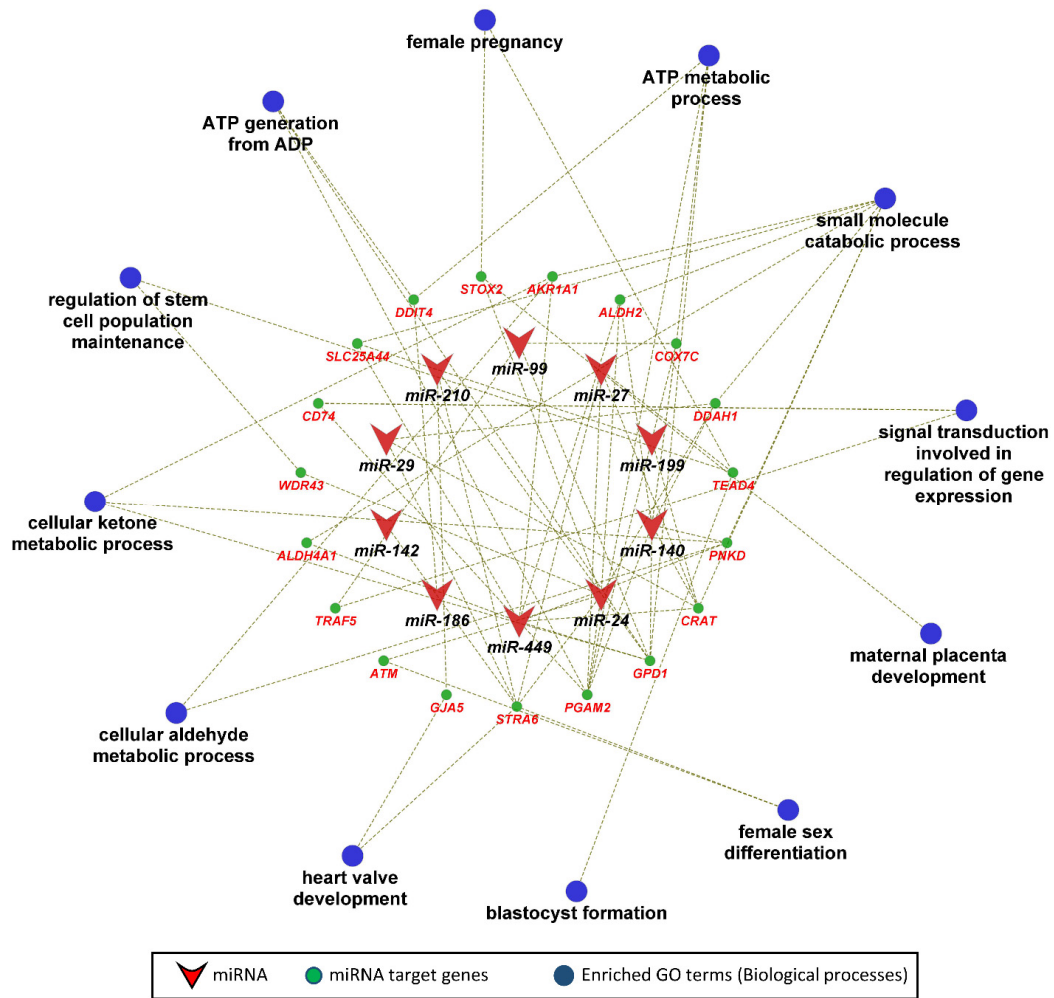 female pregnancy
ATP metabolic
process
ATP generation
from ADP
small molecule
catabolic process
regulation of stem
cell population
maintenance
STOX2
AKR1A1
DDIT4
ALDH2
SLC25A44
COX7C
miR-99
miR-210
miR-27
CD74
DDAH1
signal transduction
involved in
regulation of gene
expression
miR-29
miR-199
WDR43
TEAD4
cellular ketone
metabolic process
ALDH4A1
miR-142
miR-140
PNKD
TRAF5
miR-186
miR-24
CRAT
miR-449
maternal placenta
development
ATM
GPD1
GJA5
STRA6
PGAM2
cellular aldehyde
metabolic process
female sex
differentiation
heart valve
development
blastocyst formation
miRNA
miRNA target genes
Enriched GO terms (Biological processes)